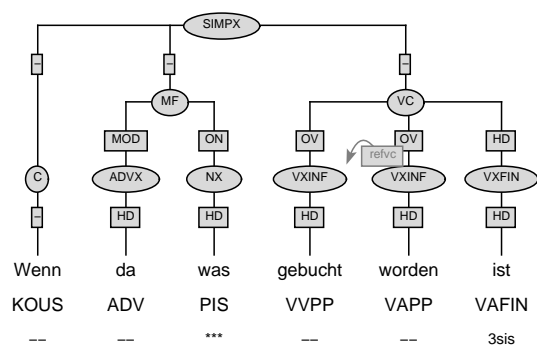 SIMPX
– – –
MF VC
MOD ON OV OV HD
refvc
C ADVX NX VXINF VXINF VXFIN
– HD HD HD HD HD
Wenn da was gebucht worden ist
KOUS ADV PIS VVPP VAPP VAFIN
-- -- *** -- -- 3sis